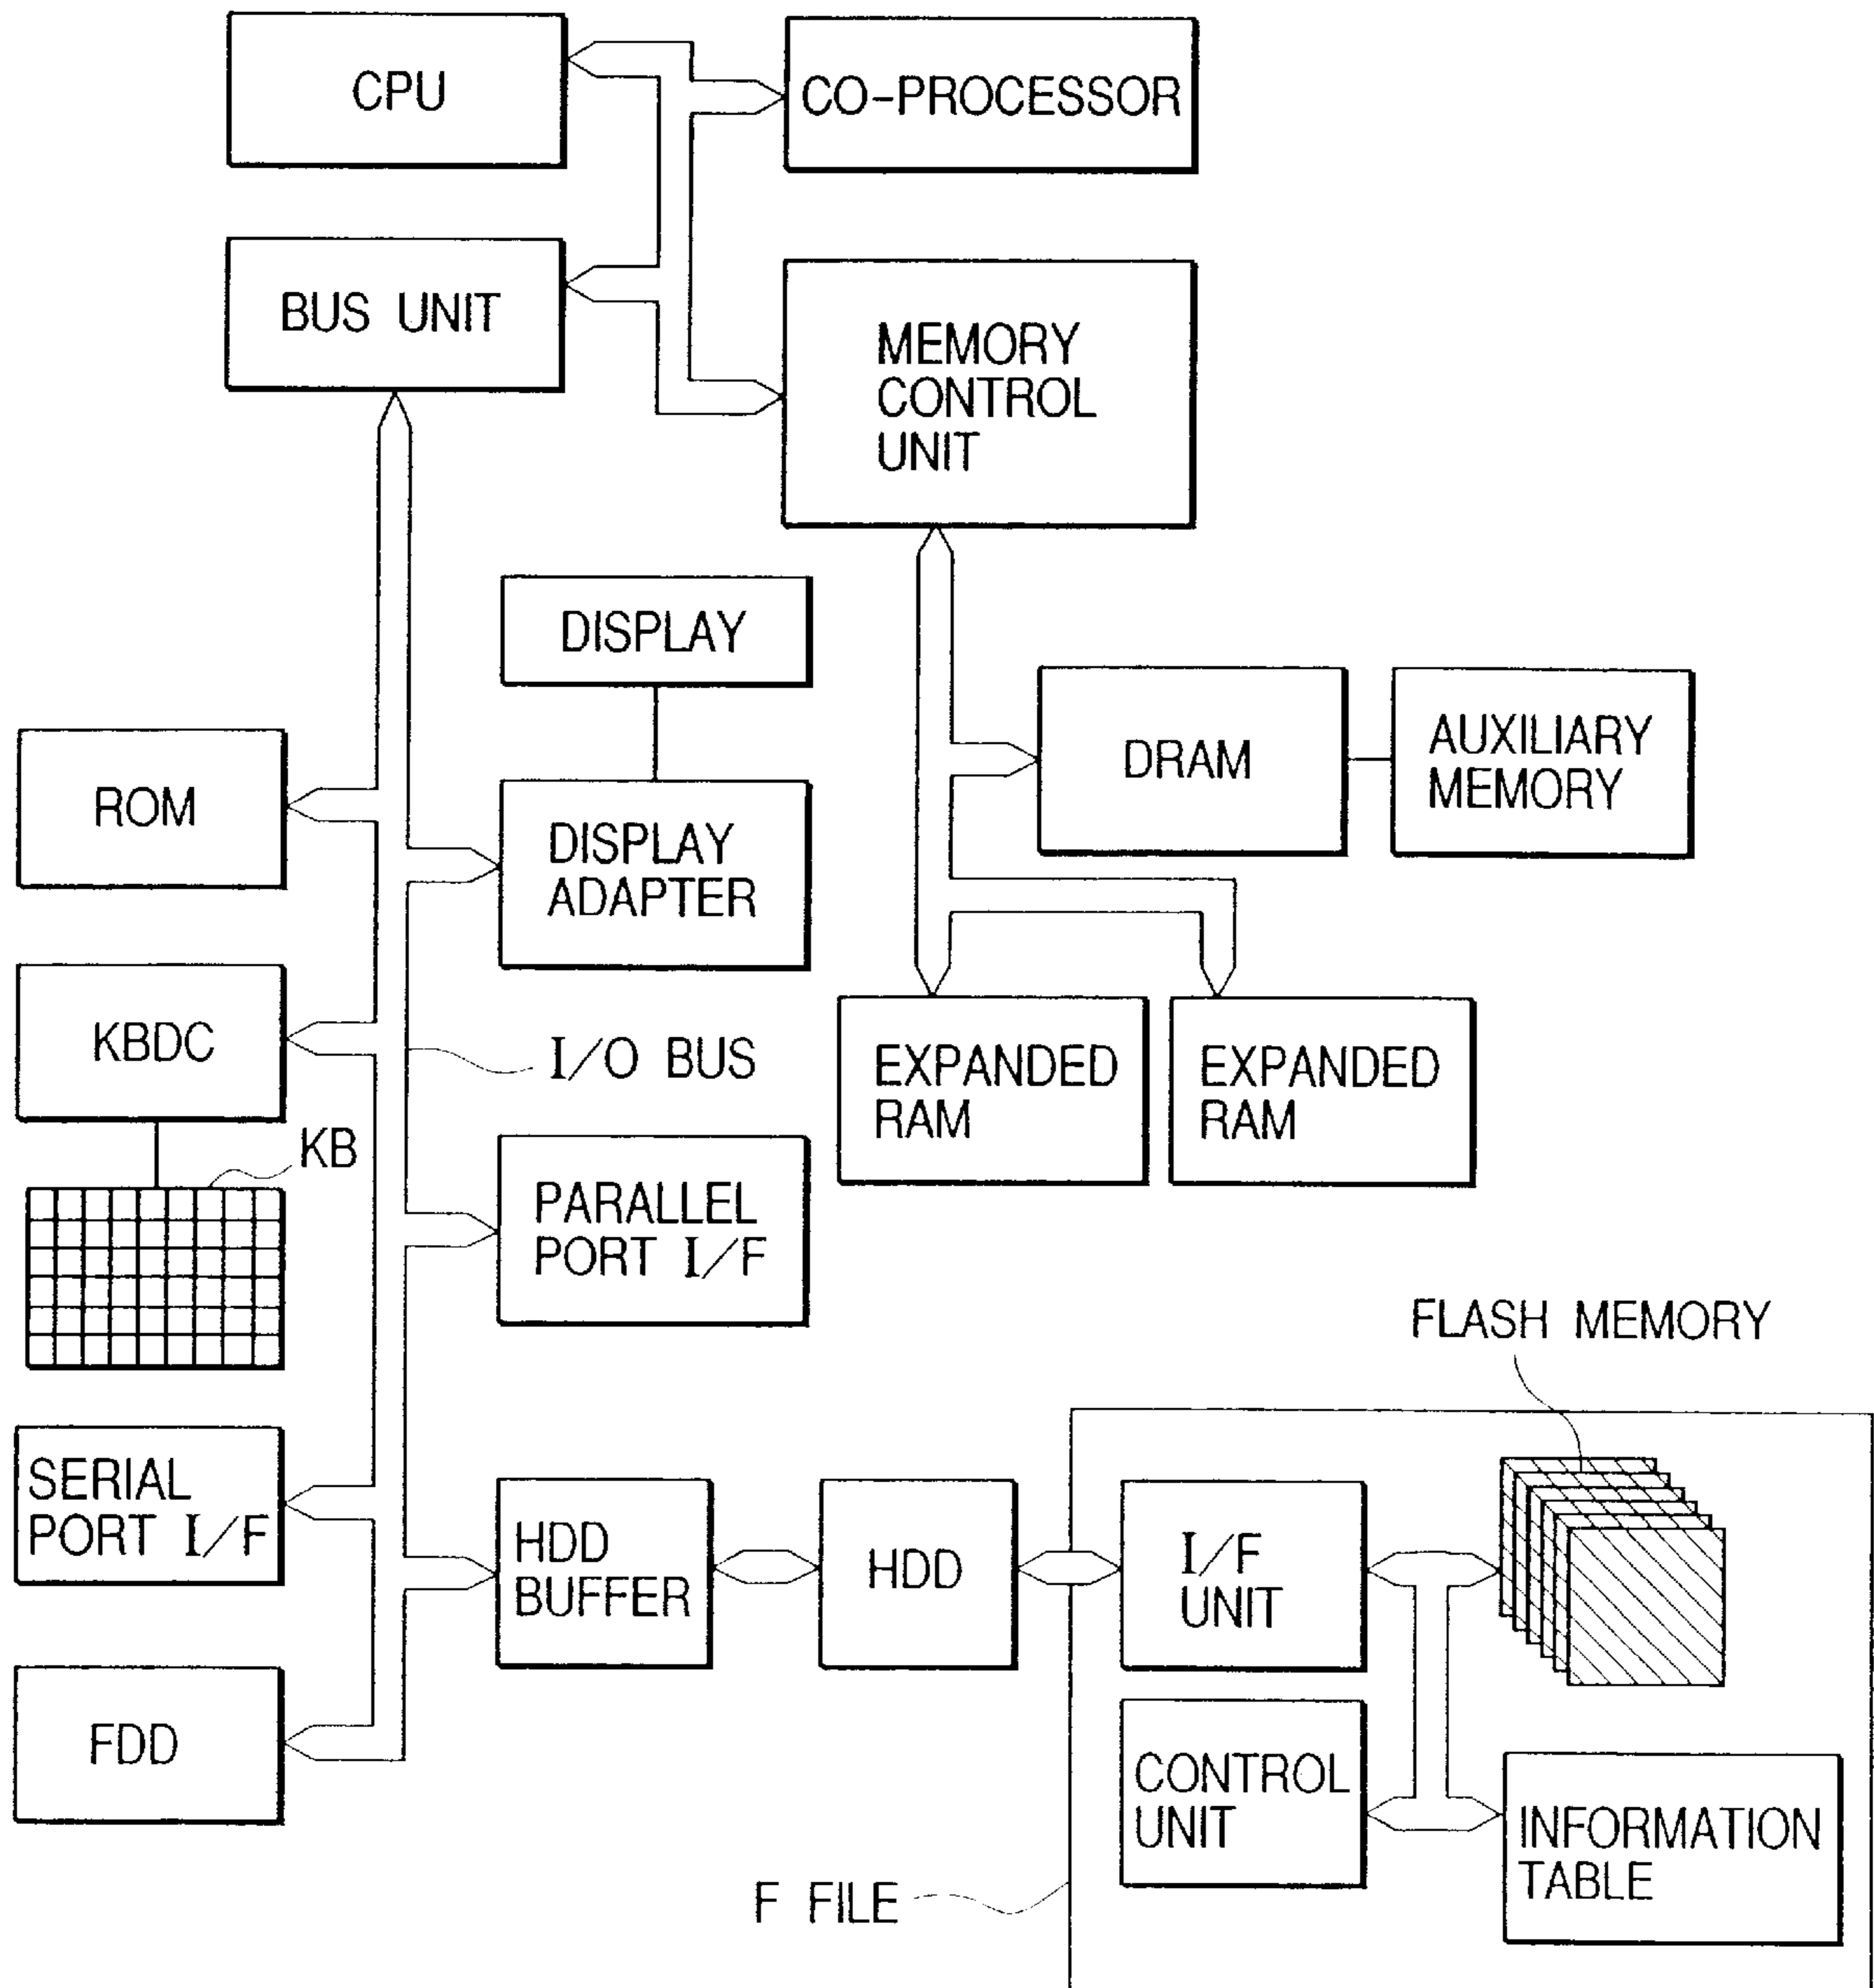 CPU
CO-PROCESSOR
BUS UNIT
MEMORY
CONTROL
UNIT
DISPLAY
DRAM
AUXILIARY
MEMORY
ROM
DISPLAY
ADAPTER
KBDC
I/O BUS
EXPANDED
RAM
EXPANDED
RAM
KB
PARALLEL
PORT I/F
FLASH MEMORY
SERIAL
PORT I/F
HDD
BUFFER
HDD
I/F
UNIT
FDD
CONTROL
UNIT
INFORMATION
TABLE
F FILE